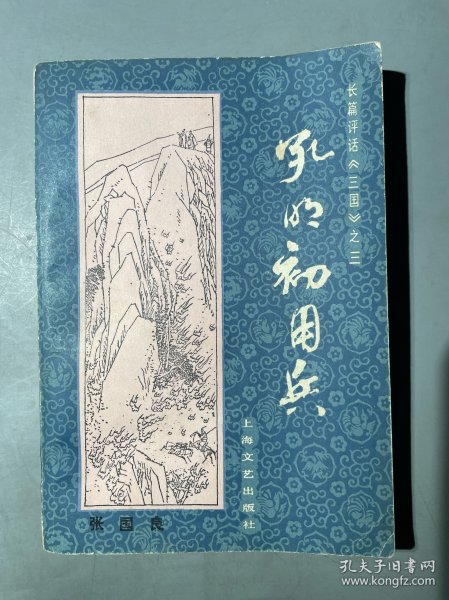 长篇评话《三国》之三
孔明初用兵
上海文艺出版社
张国良
孔夫子旧书网
www.kongfz.com